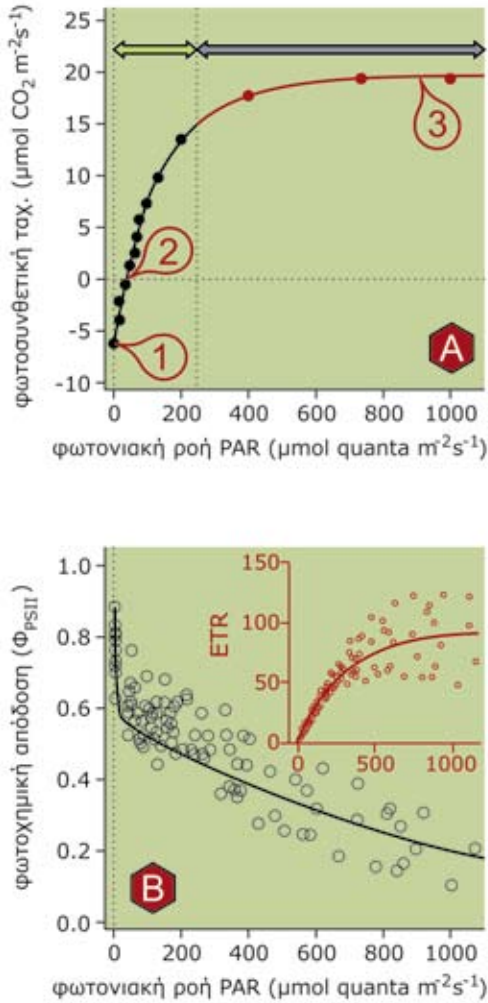 φωτοσυνθετική ταχ. (μmol CO₂ m⁻²s⁻¹)
25
20
15
10
5
0
-5
-10
1
2
3
A
0 200 400 600 800 1000
φωτονιακή ροή PAR (μmol quanta m⁻²s⁻¹)
φωτοχημική απόδοση (Φ_PSII)
1.0
0.8
0.6
0.4
0.2
0.0
ETR
150
100
50
0
0 500 1000
B
0 200 400 600 800 1000
φωτονιακή ροή PAR (μmol quanta m⁻²s⁻¹)